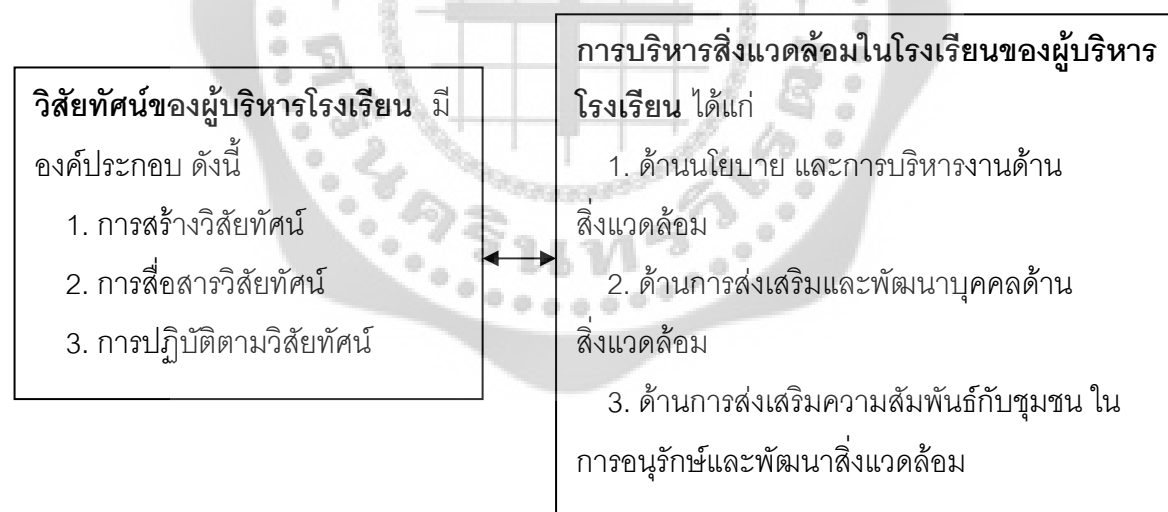 วิสัยทัศน์ของผู้บริหารโรงเรียน มี
องค์ประกอบ ดังนี้
1. การสร้างวิสัยทัศน์
2. การสื่อสารวิสัยทัศน์
3. การปฏิบัติตามวิสัยทัศน์
การบริหารสิ่งแวดล้อมในโรงเรียนของผู้บริหาร
โรงเรียน ได้แก่
1. ด้านนโยบาย และการบริหารงานด้าน
สิ่งแวดล้อม
2. ด้านการส่งเสริมและพัฒนาบุคคลด้าน
สิ่งแวดล้อม
3. ด้านการส่งเสริมความสัมพันธ์กับชุมชน ใน
การอนุรักษ์และพัฒนาสิ่งแวดล้อม